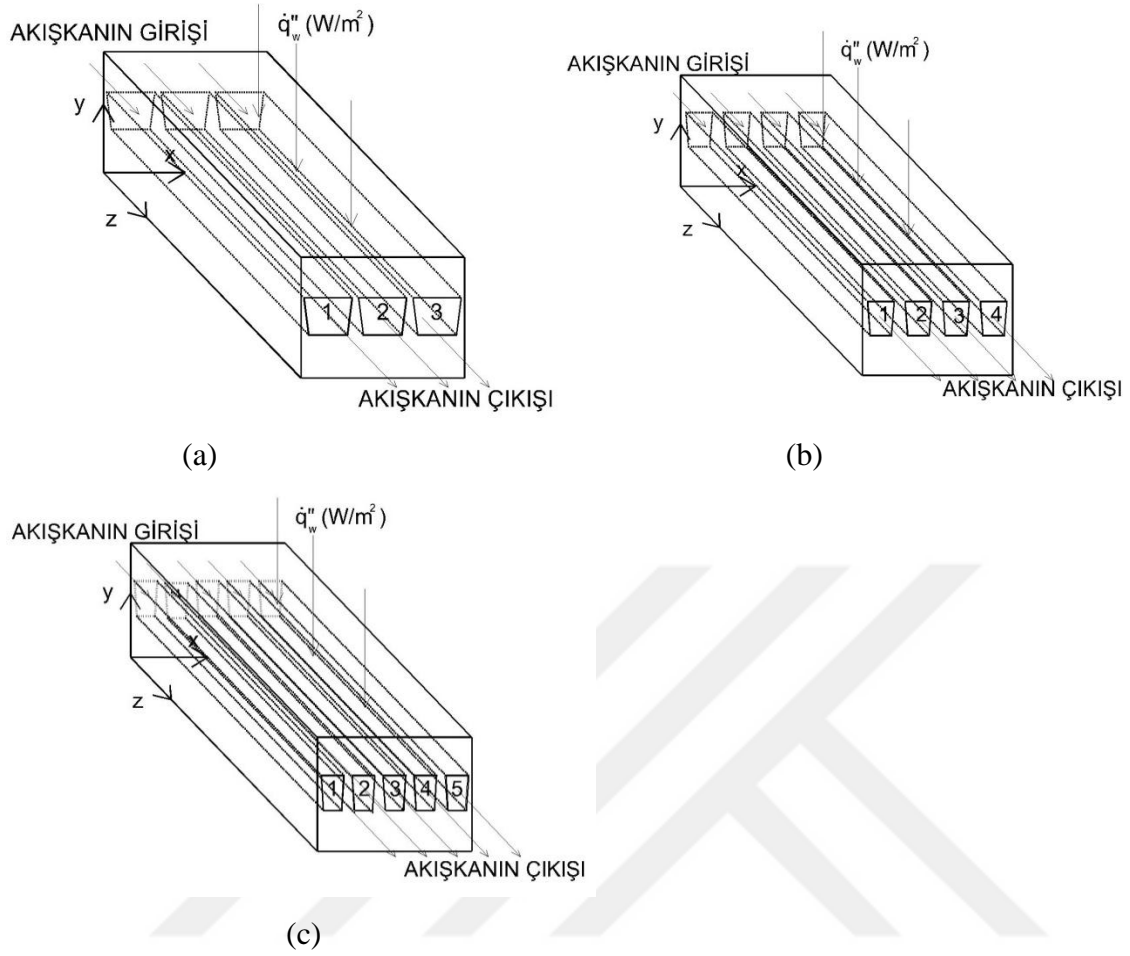 AKIŞKANIN GİRİŞİ
q̇"w (W/m²)
y
x
z
1 2 3
AKIŞKANIN ÇIKIŞI
(a)
AKIŞKANIN GİRİŞİ
q̇"w (W/m²)
y
x
z
1 2 3 4
AKIŞKANIN ÇIKIŞI
(b)
AKIŞKANIN GİRİŞİ
q̇"w (W/m²)
y
x
z
1 2 3 4 5
AKIŞKANIN ÇIKIŞI
(c)